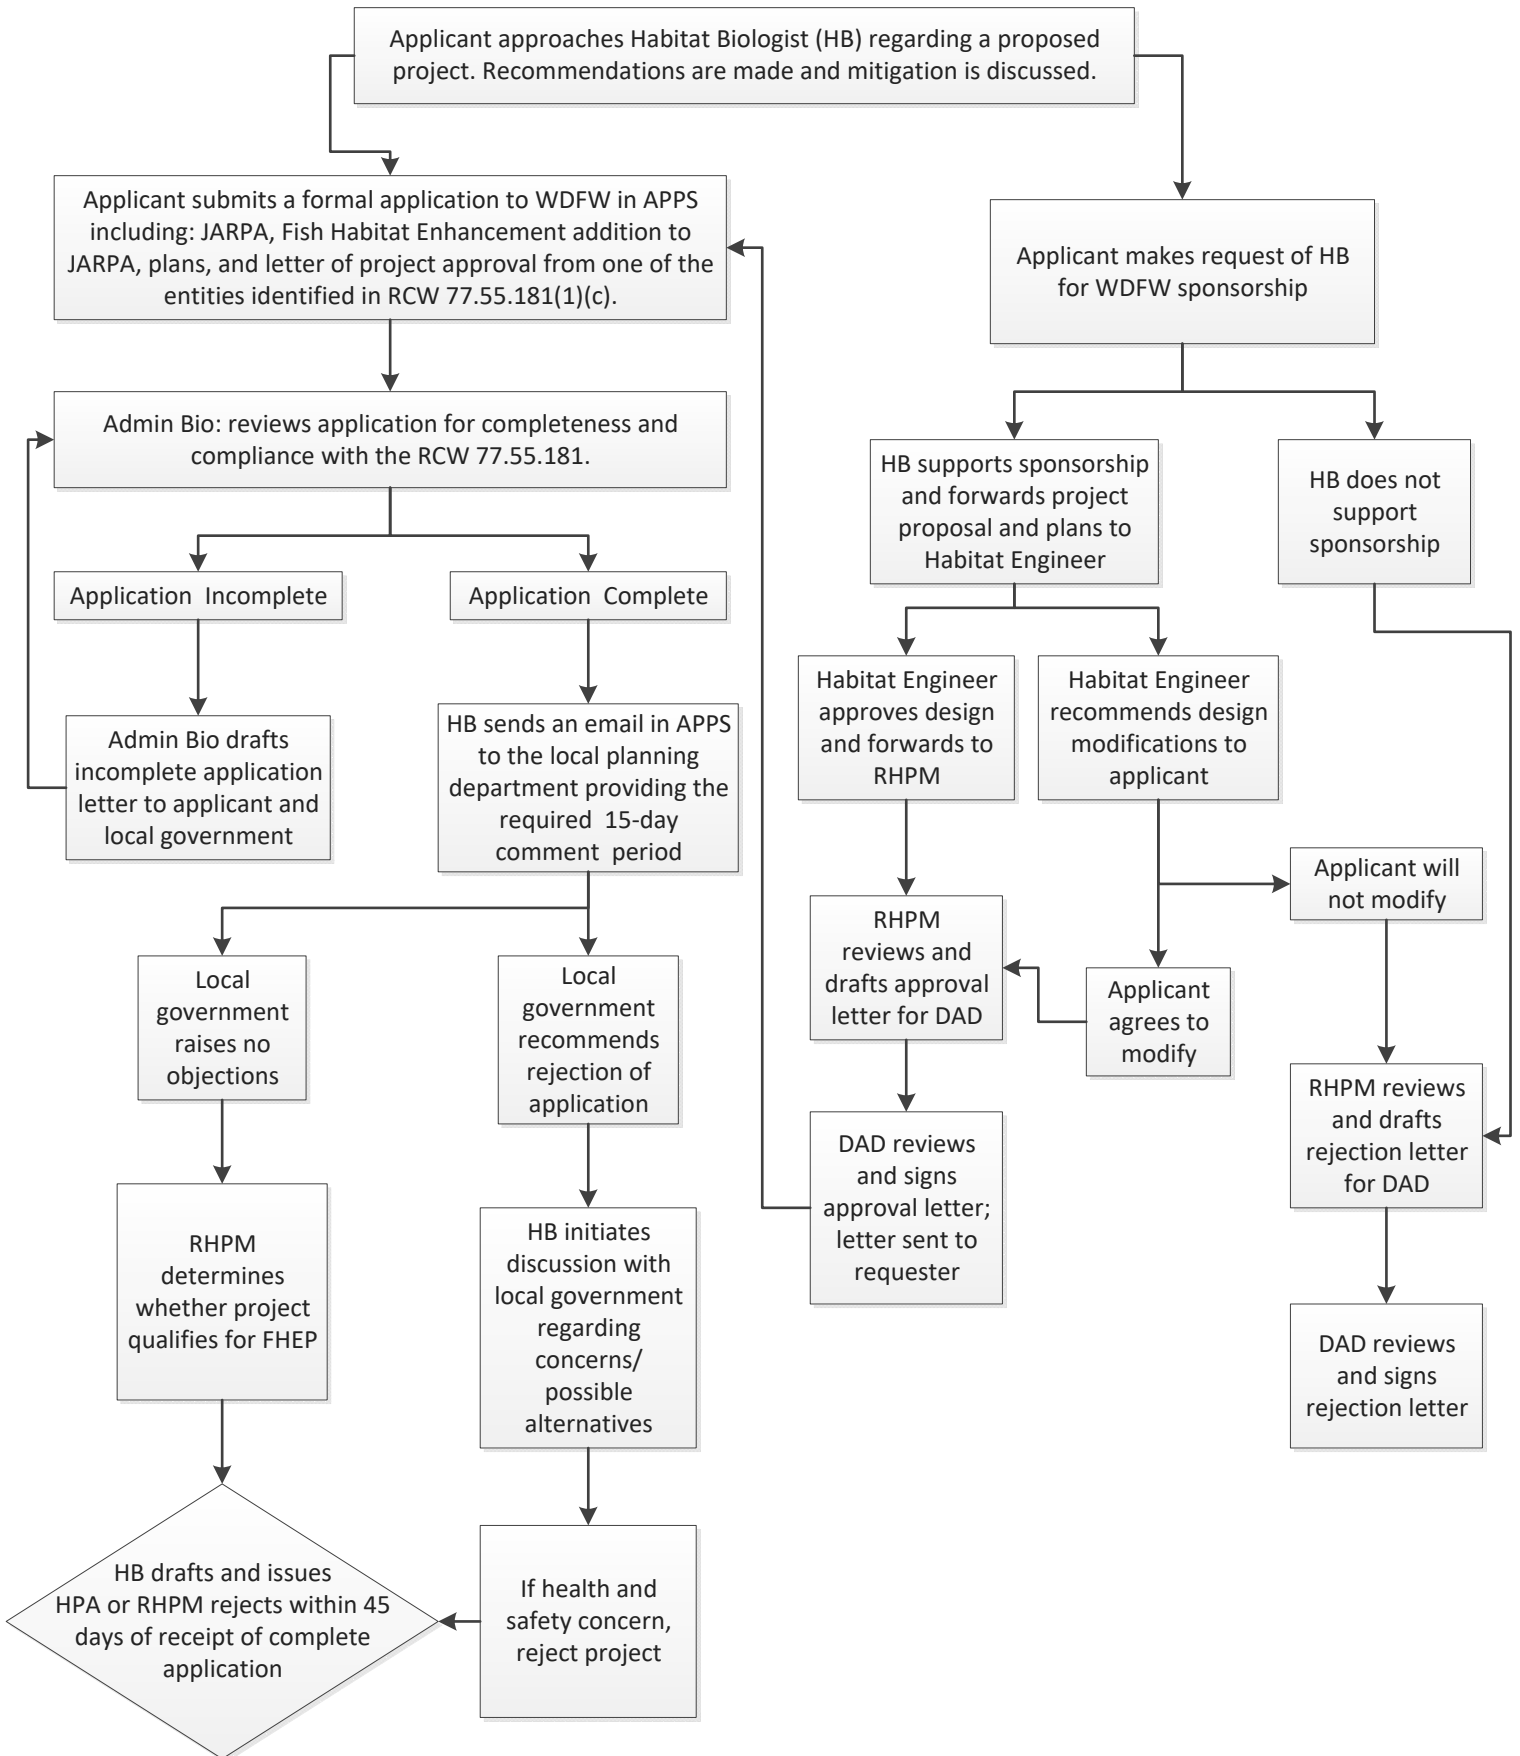 Applicant approaches Habitat Biologist (HB) regarding a proposed
project. Recommendations are made and mitigation is discussed.
Applicant submits a formal application to WDFW in APPS
including: JARPA, Fish Habitat Enhancement addition to
JARPA, plans, and letter of project approval from one of the
entities identified in RCW 77.55.181(1)(c).
Applicant makes request of HB
for WDFW sponsorship
Admin Bio: reviews application for completeness and
compliance with the RCW 77.55.181.
HB supports sponsorship
and forwards project
proposal and plans to
Habitat Engineer
HB does not
support
sponsorship
Application Incomplete
Application Complete
Habitat Engineer
approves design
and forwards to
RHPM
Habitat Engineer
recommends design
modifications to
applicant
Admin Bio drafts
incomplete application
letter to applicant and
local government
HB sends an email in APPS
to the local planning
department providing the
required 15-day
comment period
Applicant will
not modify
RHPM
reviews and
drafts approval
letter for DAD
Applicant
agrees to
modify
Local
government
raises no
objections
Local
government
recommends
rejection of
application
RHPM reviews
and drafts
rejection letter
for DAD
DAD reviews
and signs
approval letter;
letter sent to
requester
RHPM
determines
whether project
qualifies for FHEP
HB initiates
discussion with
local government
regarding
concerns/
possible
alternatives
DAD reviews
and signs
rejection letter
HB drafts and issues
HPA or RHPM rejects within 45
days of receipt of complete
application
If health and
safety concern,
reject project